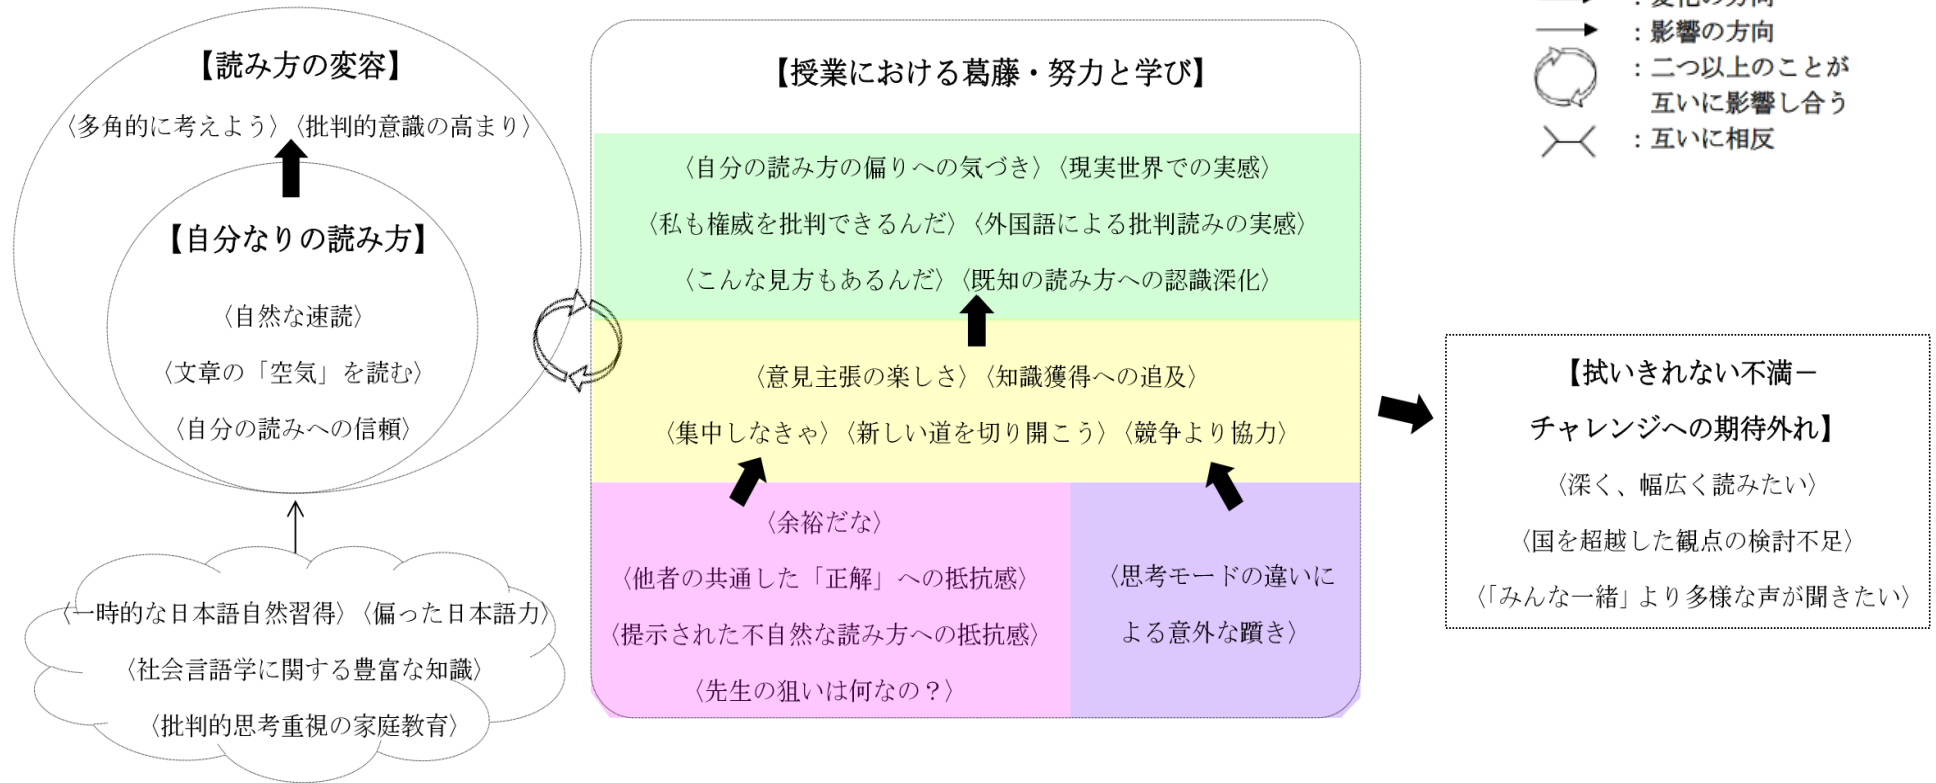 【読み方の変容】
〈多角的に考えよう〉〈批判的意識の高まり〉
【自分なりの読み方】
〈自然な速読〉
〈文章の「空気」を読む〉
〈自分の読みへの信頼〉
〈一時的な日本語自然習得〉〈偏った日本語力〉
〈社会言語学に関する豊富な知識〉
〈批判的思考重視の家庭教育〉
【授業における葛藤・努力と学び】
〈自分の読み方の偏りへの気づき〉〈現実世界での実感〉
〈私も権威を批判できるんだ〉〈外国語による批判読みの実感〉
〈こんな見方もあるんだ〉〈既知の読み方への認識深化〉
〈意見主張の楽しさ〉〈知識獲得への追及〉
〈集中しなきゃ〉〈新しい道を切り開こう〉〈競争より協力〉
〈余裕だな〉
〈他者の共通した「正解」への抵抗感〉
〈提示された不自然な読み方への抵抗感〉
〈先生の狙いは何なの？〉
〈思考モードの違いに
よる意外な躓き〉
：変化の方向
：影響の方向
：二つ以上のことが
互いに影響し合う
：互いに相反
【拭いきれない不満－
チャレンジへの期待外れ】
〈深く、幅広く読みたい〉
〈国を超越した観点の検討不足〉
〈「みんな一緒」より多様な声が聞きたい〉